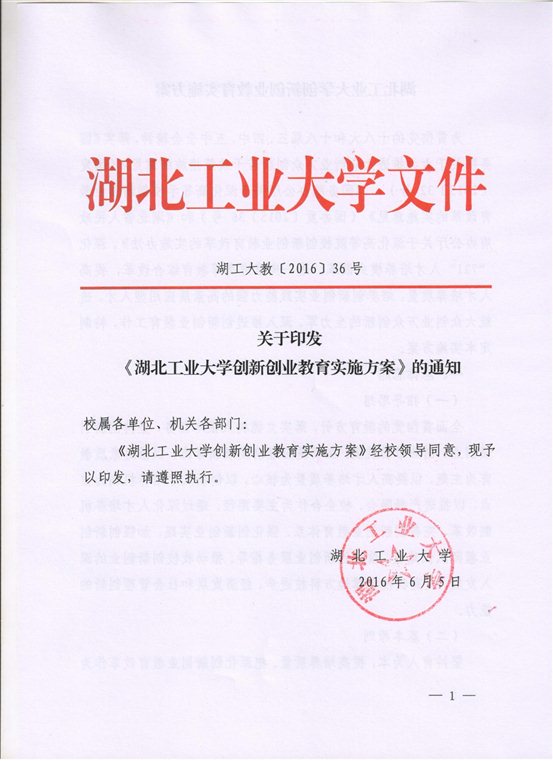 湖北工业大学文件
湖工大教〔2016〕36号
关于印发
《湖北工业大学创新创业教育实施方案》的通知
校属各单位、机关各部门：
《湖北工业大学创新创业教育实施方案》经校领导同意，现予
以印发，请遵照执行。
湖北工业大学
2016年6月5日
湖北工业大学
— 1 —